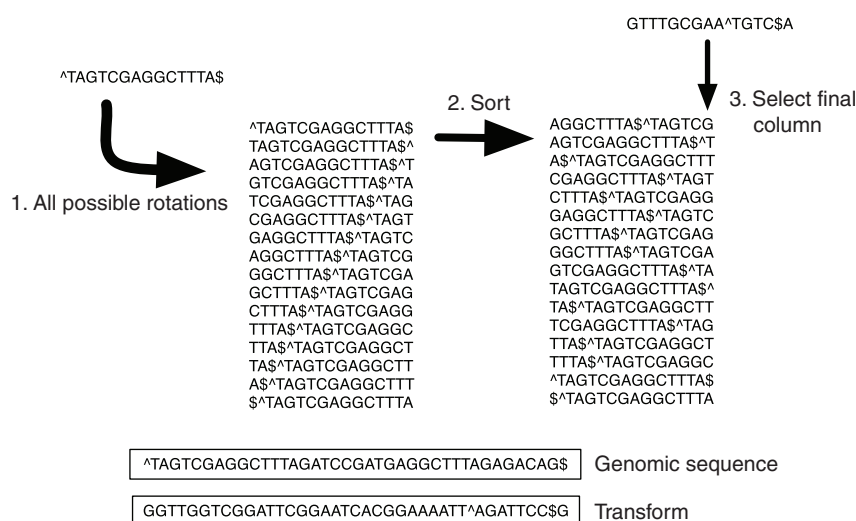 ^TAGTCGAGGCTTTA$
1. All possible rotations
^TAGTCGAGGCTTTA$
TAGTCGAGGCTTTA$^
AGTCGAGGCTTTA$^T
GTCGAGGCTTTA$^TA
TCGAGGCTTTA$^TAG
CGAGGCTTTA$^TAGT
GAGGCTTTA$^TAGTC
AGGCTTTA$^TAGTCG
GGCTTTA$^TAGTCGA
GCTTTA$^TAGTCGAG
CTTTA$^TAGTCGAGG
TTTA$^TAGTCGAGGC
TTA$^TAGTCGAGGCT
TA$^TAGTCGAGGCTT
A$^TAGTCGAGGCTTT
$^TAGTCGAGGCTTTA
2. Sort
GTTTGCGAA^TGTC$A
3. Select final
column
AGGCTTTA$^TAGTCG
AGTCGAGGCTTTA$^T
A$^TAGTCGAGGCTTT
CGAGGCTTTA$^TAGT
CTTTA$^TAGTCGAGG
GAGGCTTTA$^TAGTC
GCTTTA$^TAGTCGAG
GGCTTTA$^TAGTCGA
GTCGAGGCTTTA$^TA
TAGTCGAGGCTTTA$^
TA$^TAGTCGAGGCTT
TCGAGGCTTTA$^TAG
TTA$^TAGTCGAGGCT
TTTA$^TAGTCGAGGC
^TAGTCGAGGCTTTA$
$^TAGTCGAGGCTTTA
^TAGTCGAGGCTTTAGATCCGATGAGGCTTTAGAGACAG$ Genomic sequence
GGTTGGTCGGATTCGGAATCACGGAAAATT^AGATTCC$G Transform